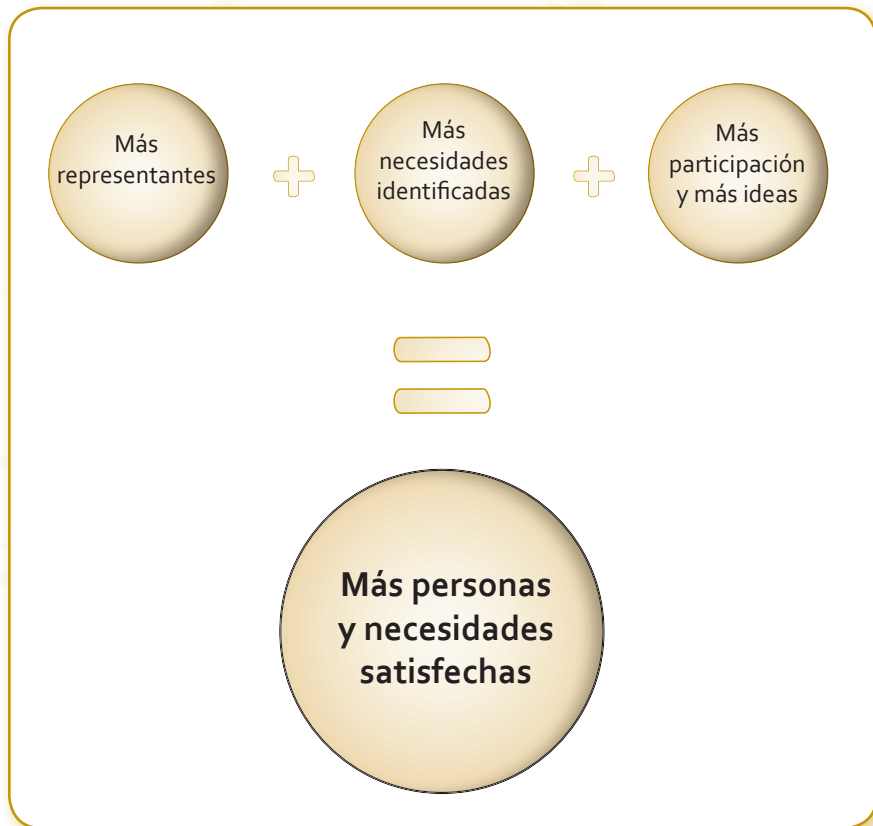 Más
representantes
Más
necesidades
identificadas
Más
participación
y más ideas
Más personas
y necesidades
satisfechas